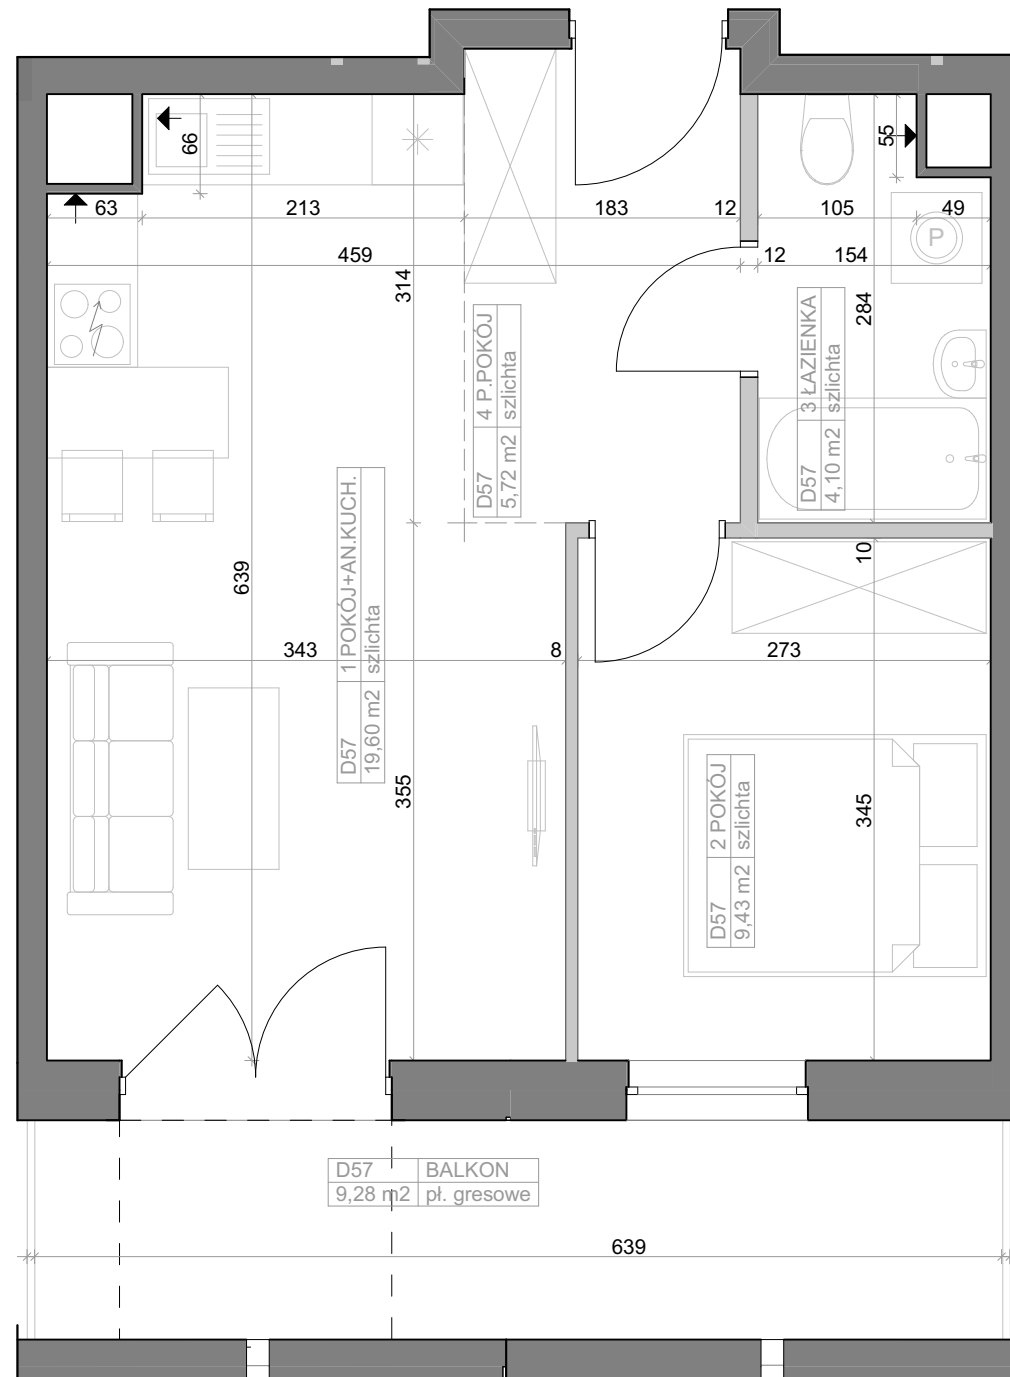 66
55
63
213
183
12
105
49
P
459
12
154
314
284
D57 4 P.POKÓJ
5,72 m2 szlichta
D57 3 ŁAZIENKA
4,10 m2 szlichta
D57 1 POKÓJ+AN.KUCH.
19,60 m2 szlichta
639
10
343
8
273
355
345
D57 2 POKÓJ
9,43 m2 szlichta
D57 BALKON
9,28 m2 pł. gresowe
639